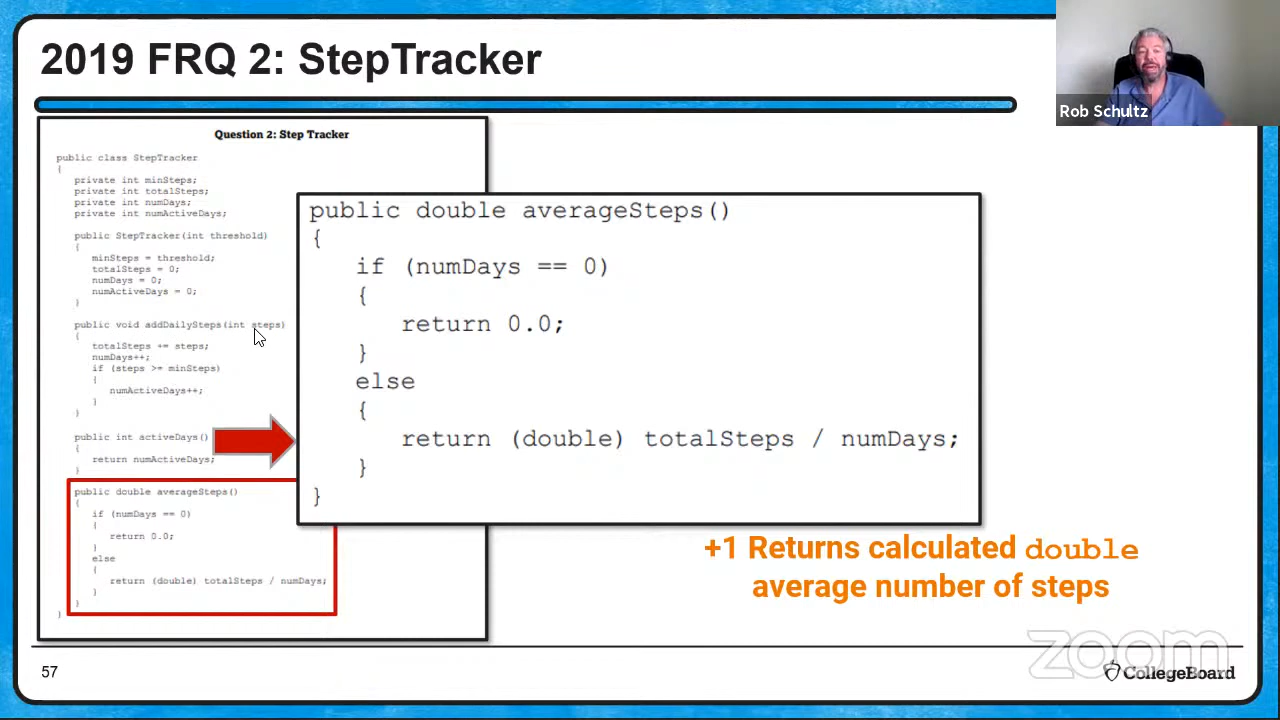 2019 FRQ 2: StepTracker
Rob Schultz
Question 2: Step Tracker
public class StepTracker
{
private int minSteps;
private int totalSteps;
private int numDays;
private int numActiveDays;
public StepTracker(int threshold)
{
minSteps = threshold;
totalSteps = 0;
numDays = 0;
numActiveDays = 0;
}
public void addDailySteps(int steps)
{
totalSteps += steps;
numDays++;
if (steps >= minSteps)
{
numActiveDays++;
}
}
public int activeDays()
{
return numActiveDays;
}
public double averageSteps()
{
if (numDays == 0)
{
return 0.0;
}
else
{
return (double) totalSteps / numDays;
}
}
}
public double averageSteps()
{
if (numDays == 0)
{
return 0.0;
}
else
{
return (double) totalSteps / numDays;
}
}
+1 Returns calculated double
average number of steps
zoom
57
CollegeBoard